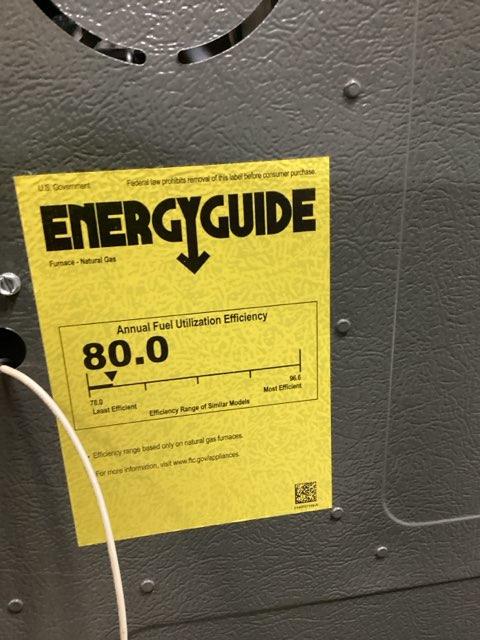 U.S. Government
Federal law prohibits removal of this label before consumer purchase.
ENERGYGUIDE
Furnace - Natural Gas
Annual Fuel Utilization Efficiency
80.0
78.0
96.6
Least Efficient
Most Efficient
Efficiency Range of Similar Models
Efficiency range based only on natural gas furnaces.
For more information, visit www.ftc.gov/appliances.